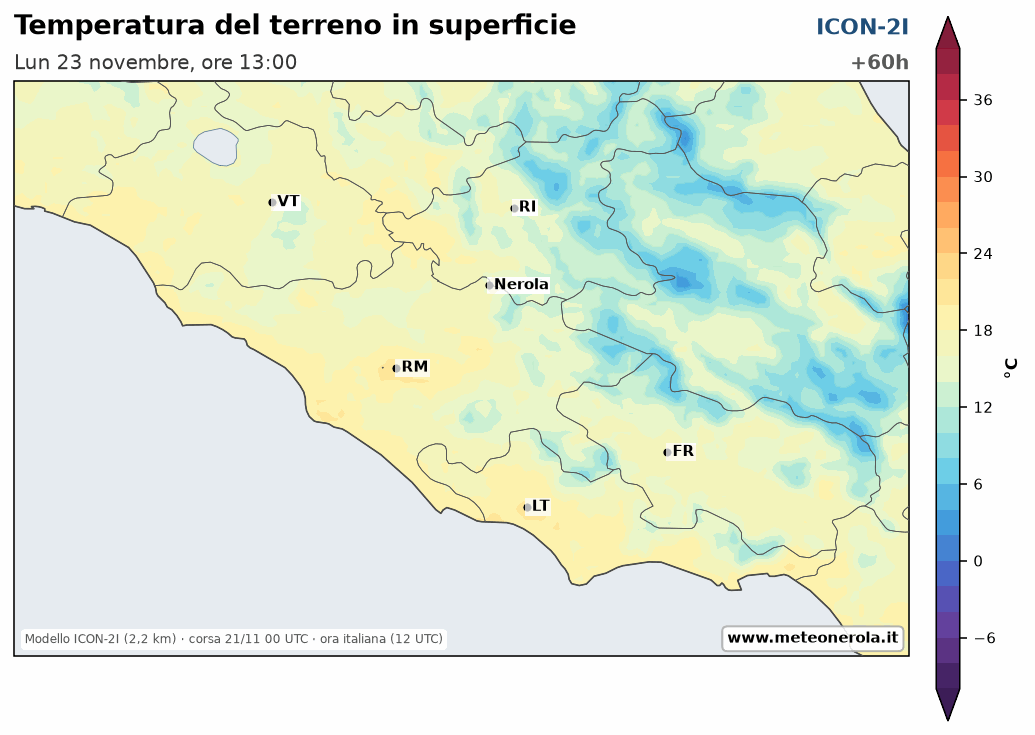 Temperatura del terreno in superficie
ICON-2I
Lun 23 novembre, ore 13:00
+60h
36
30
24
18
12
6
0
−6
°C
VT
RI
Nerola
RM
FR
LT
Modello ICON-2I (2,2 km) · corsa 21/11 00 UTC · ora italiana (12 UTC)
www.meteonerola.it